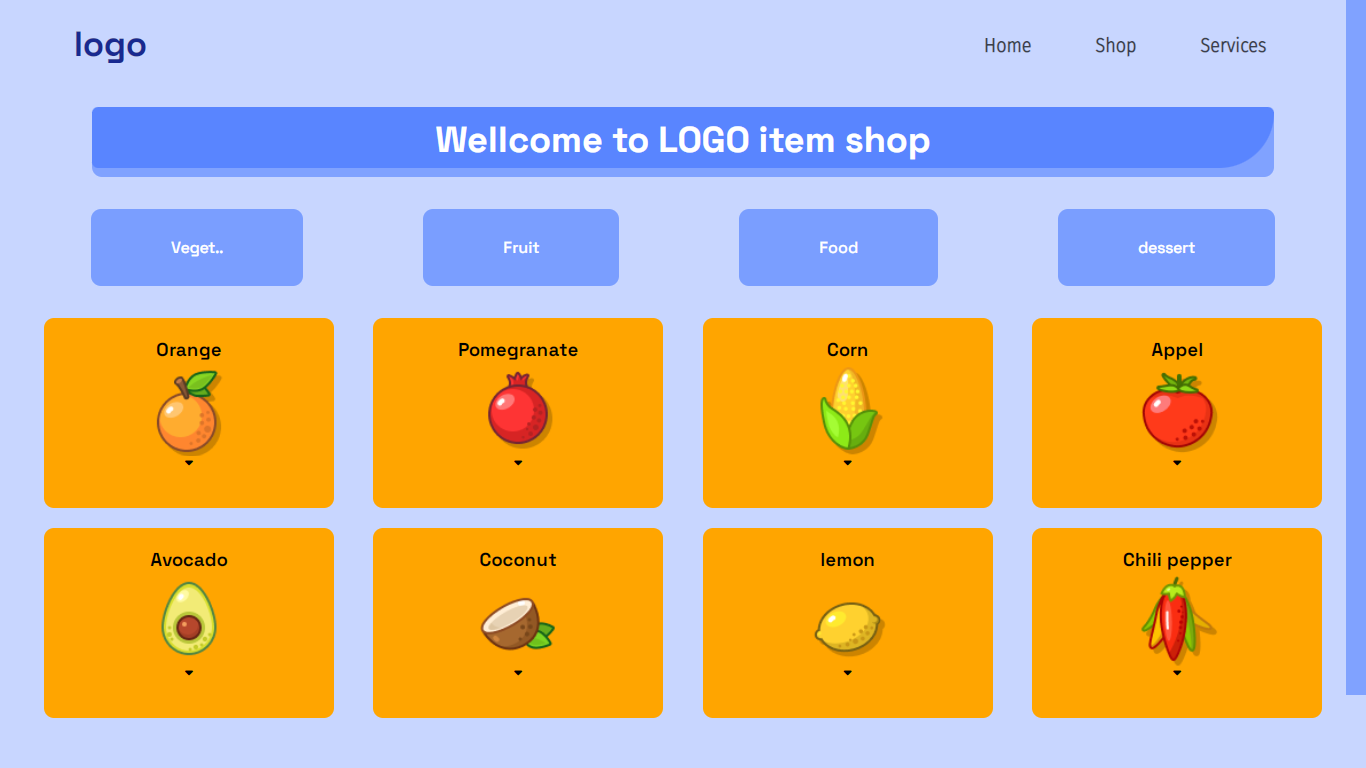 logo
Home
Shop
Services
Wellcome to LOGO item shop
Veget..
Fruit
Food
dessert
Orange
Pomegranate
Corn
Appel
Avocado
Coconut
lemon
Chili pepper